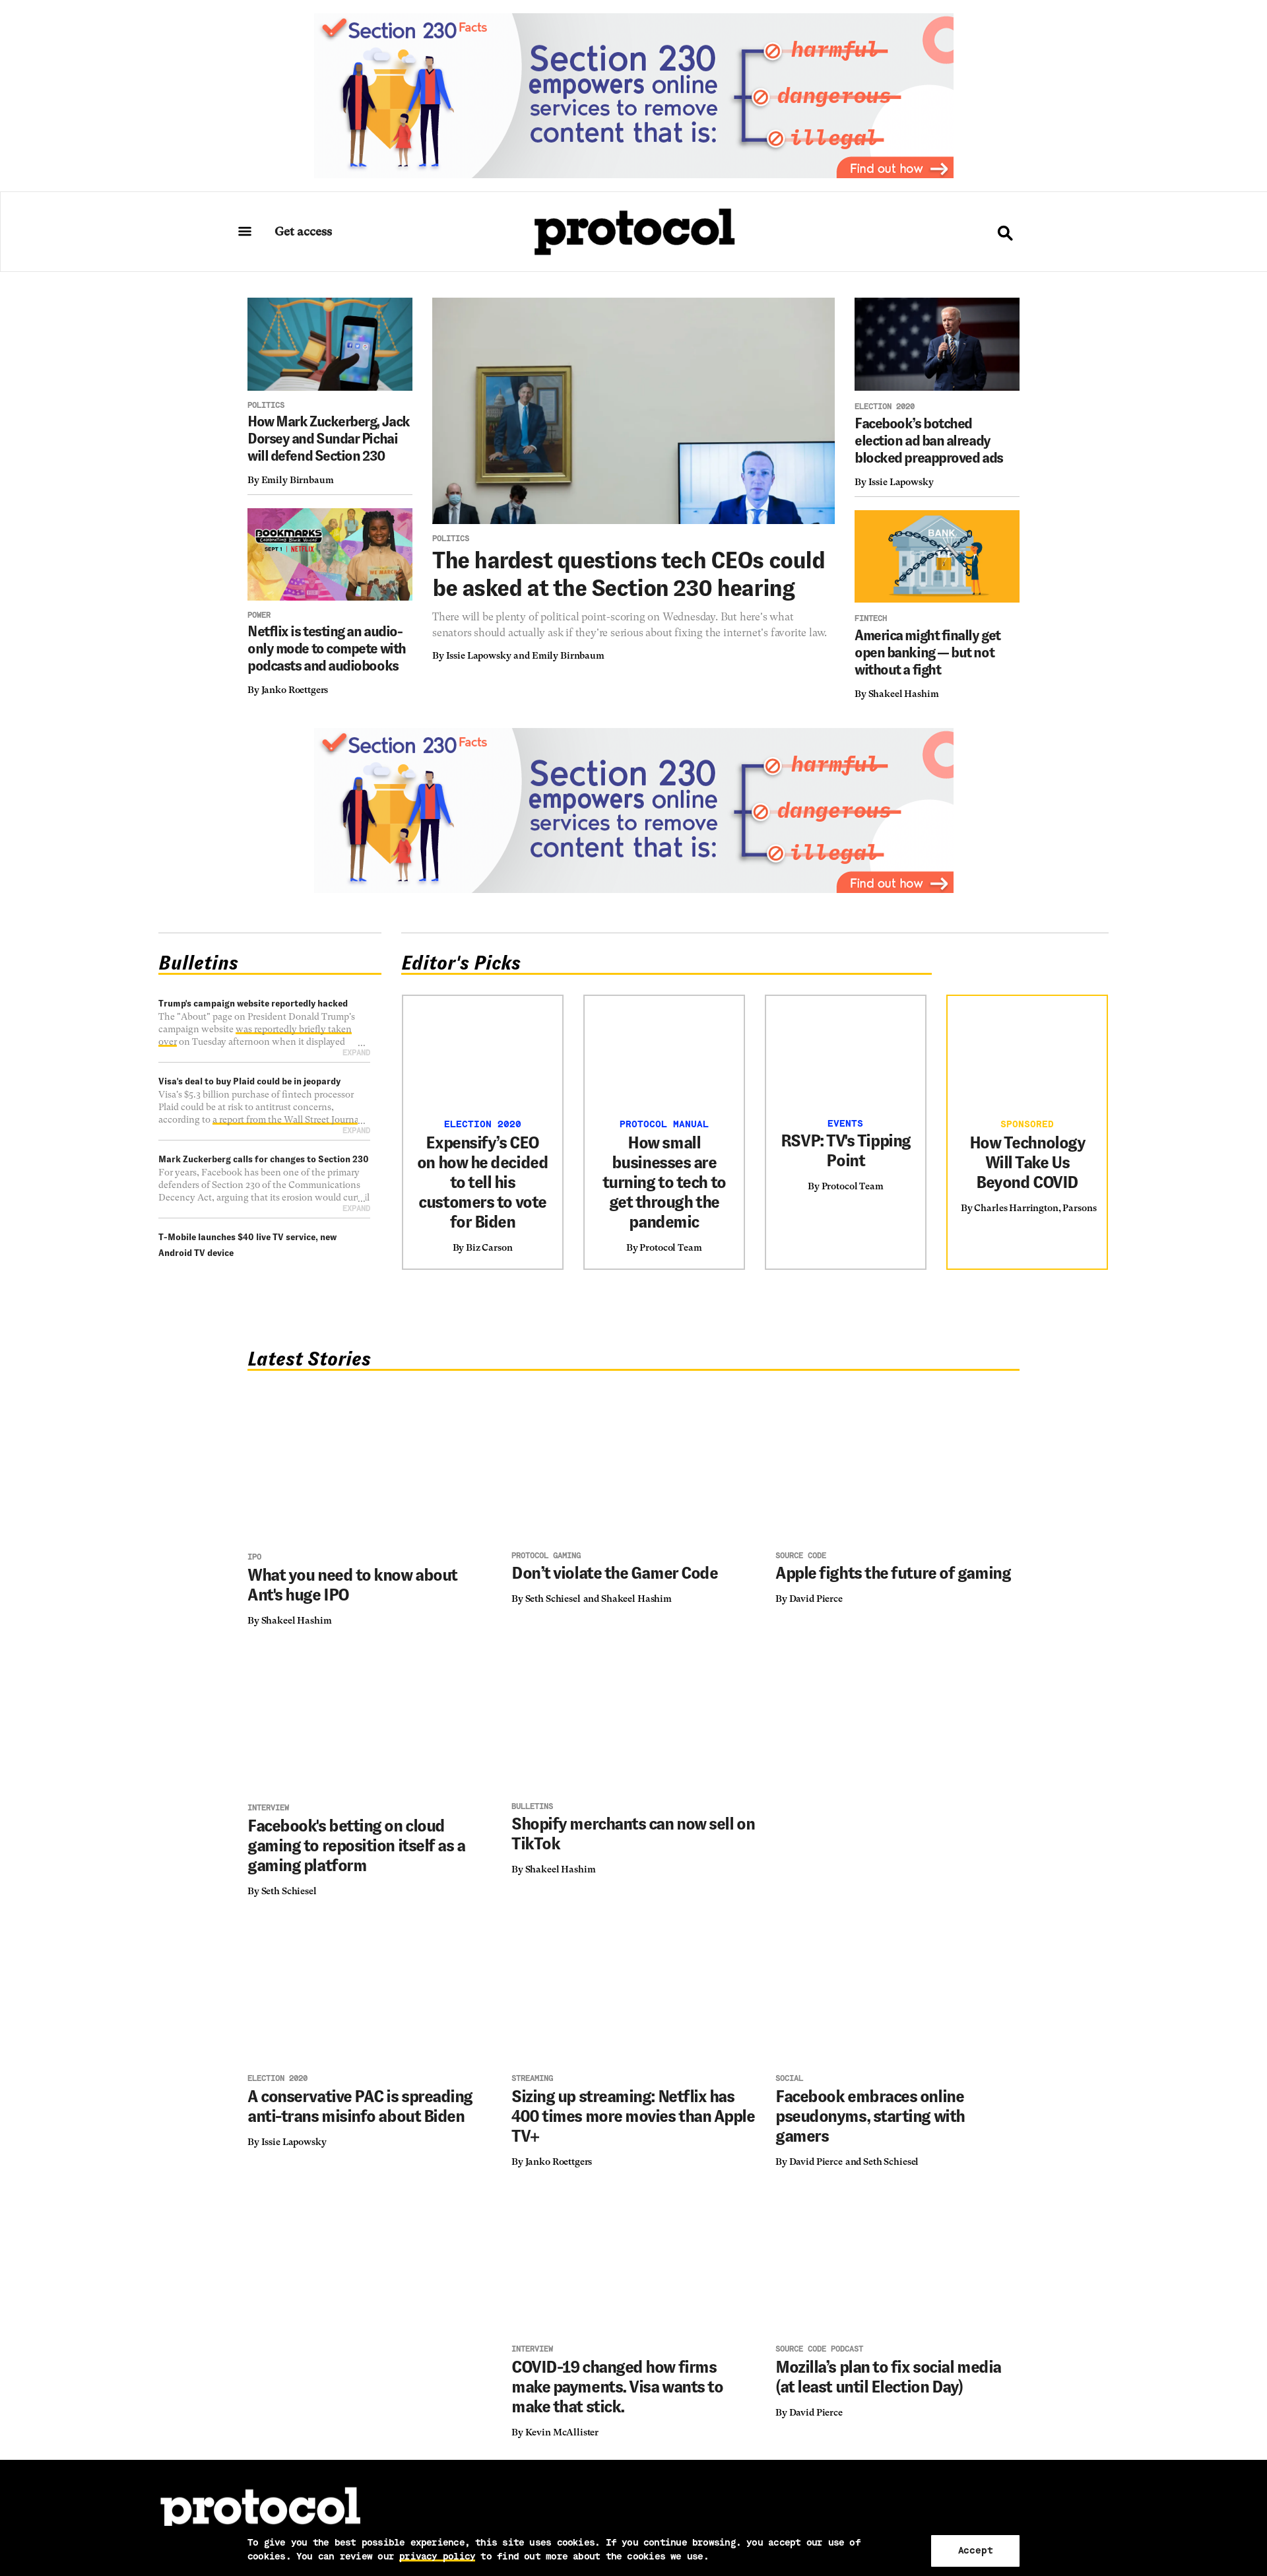 Section 230 Facts
Section 230
empowers online
services to remove
content that is:
harmful
dangerous
illegal
Find out how
Get access
protocol
POLITICS
How Mark Zuckerberg, Jack
Dorsey and Sundar Pichai
will defend Section 230
By Emily Birnbaum
BOOKMARKS
SEPT 1 | NETFLIX
POWER
Netflix is testing an audio-
only mode to compete with
podcasts and audiobooks
By Janko Roettgers
POLITICS
The hardest questions tech CEOs could
be asked at the Section 230 hearing
There will be plenty of political point-scoring on Wednesday. But here's what
senators should actually ask if they're serious about fixing the internet's favorite law.
By Issie Lapowsky and Emily Birnbaum
ELECTION 2020
Facebook’s botched
election ad ban already
blocked preapproved ads
By Issie Lapowsky
BANK
FINTECH
America might finally get
open banking — but not
without a fight
By Shakeel Hashim
Section 230 Facts
Section 230
empowers online
services to remove
content that is:
harmful
dangerous
illegal
Find out how
Bulletins
Trump's campaign website reportedly hacked
The "About" page on President Donald Trump's
campaign website was reportedly briefly taken
over on Tuesday afternoon when it displayed ...
EXPAND
Visa's deal to buy Plaid could be in jeopardy
Visa's $5.3 billion purchase of fintech processor
Plaid could be at risk to antitrust concerns,
according to a report from the Wall Street Journa...
EXPAND
Mark Zuckerberg calls for changes to Section 230
For years, Facebook has been one of the primary
defenders of Section 230 of the Communications
Decency Act, arguing that its erosion would
EXPAND
T-Mobile launches $40 live TV service, new
Android TV device
Editor's Picks
ELECTION 2020
Expensify’s CEO
on how he decided
to tell his
customers to vote
for Biden
By Biz Carson
PROTOCOL MANUAL
How small
businesses are
turning to tech to
get through the
pandemic
By Protocol Team
EVENTS
RSVP: TV's Tipping
Point
By Protocol Team
SPONSORED
How Technology
Will Take Us
Beyond COVID
By Charles Harrington, Parsons
Latest Stories
IPO
What you need to know about
Ant's huge IPO
By Shakeel Hashim
PROTOCOL GAMING
Don’t violate the Gamer Code
By Seth Schiesel and Shakeel Hashim
SOURCE CODE
Apple fights the future of gaming
By David Pierce
INTERVIEW
Facebook's betting on cloud
gaming to reposition itself as a
gaming platform
By Seth Schiesel
BULLETINS
Shopify merchants can now sell on
TikTok
By Shakeel Hashim
ELECTION 2020
A conservative PAC is spreading
anti-trans misinfo about Biden
By Issie Lapowsky
STREAMING
Sizing up streaming: Netflix has
400 times more movies than Apple
TV+
By Janko Roettgers
SOCIAL
Facebook embraces online
pseudonyms, starting with
gamers
By David Pierce and Seth Schiesel
INTERVIEW
COVID-19 changed how firms
make payments. Visa wants to
make that stick.
By Kevin McAllister
SOURCE CODE PODCAST
Mozilla’s plan to fix social media
(at least until Election Day)
By David Pierce
protocol
To give you the best possible experience, this site uses cookies. If you continue browsing. you accept our use of
cookies. You can review our privacy policy to find out more about the cookies we use.
Accept